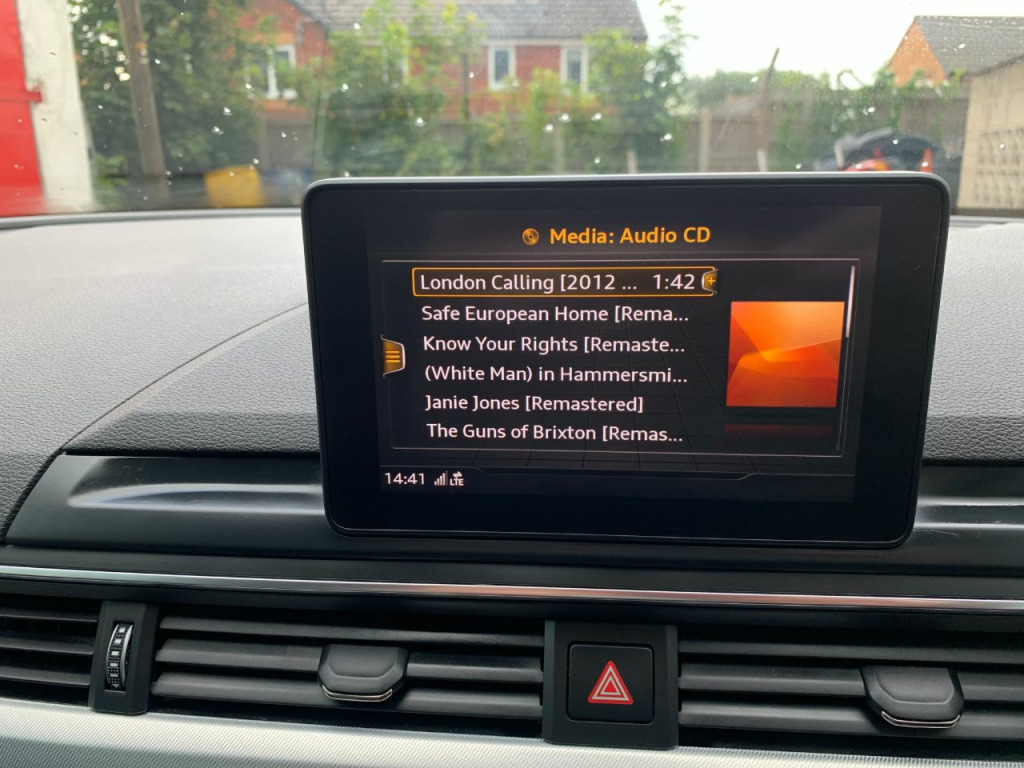 Media: Audio CD
London Calling [2012 ... 1:42
Safe European Home [Rema...
Know Your Rights [Remaste...
(White Man) in Hammersmi...
Janie Jones [Remastered]
The Guns of Brixton [Remas...
14:41 LTE